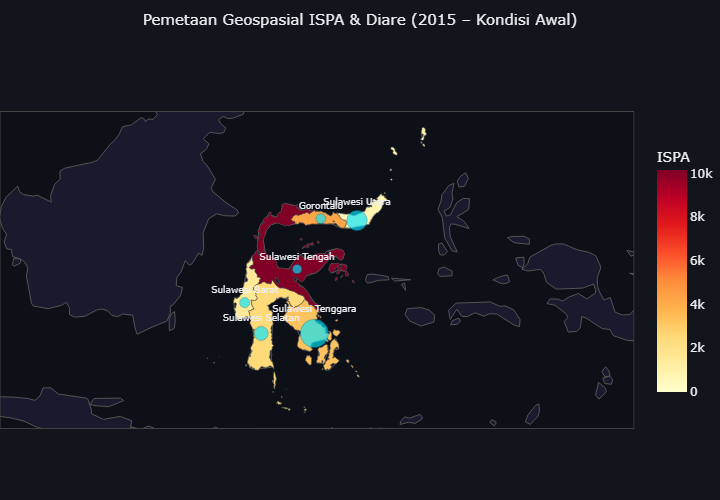 Pemetaan Geospasial ISPA & Diare (2015 – Kondisi Awal)
ISPA
10k
8k
6k
4k
2k
0
Sulawesi Utara
Gorontalo
Sulawesi Tengah
Sulawesi Barat
Sulawesi Tenggara
Sulawesi Selatan